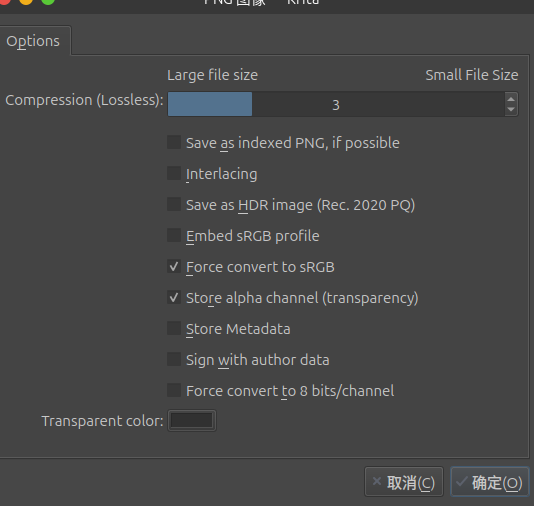 PNG 图像 — Krita
Options
Large file size Small File Size
Compression (Lossless): 3
Save as indexed PNG, if possible
Interlacing
Save as HDR image (Rec. 2020 PQ)
Embed sRGB profile
Force convert to sRGB
Store alpha channel (transparency)
Store Metadata
Sign with author data
Force convert to 8 bits/channel
Transparent color:
取消(C) 确定(O)